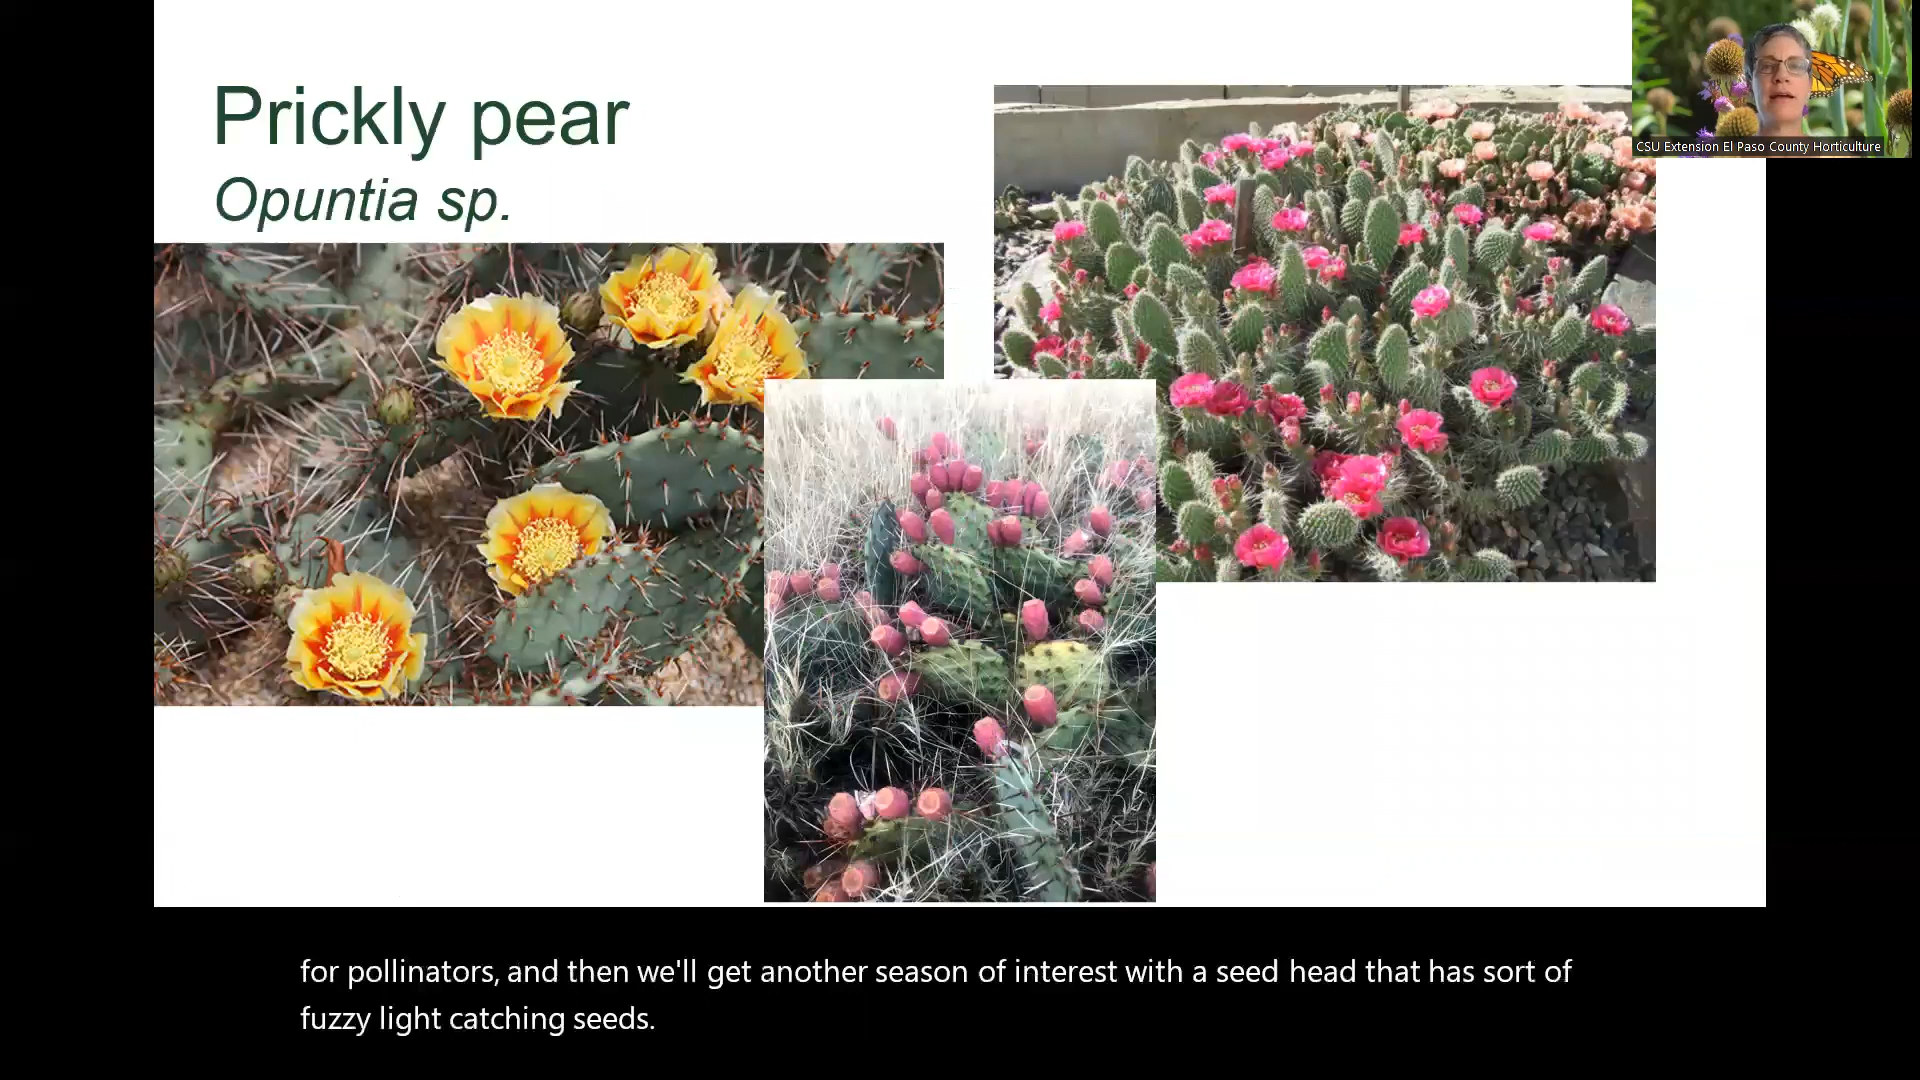 Prickly pear
Opuntia sp.
CSU Extension El Paso County Horticulture
for pollinators, and then we'll get another season of interest with a seed head that has sort of
fuzzy light catching seeds.